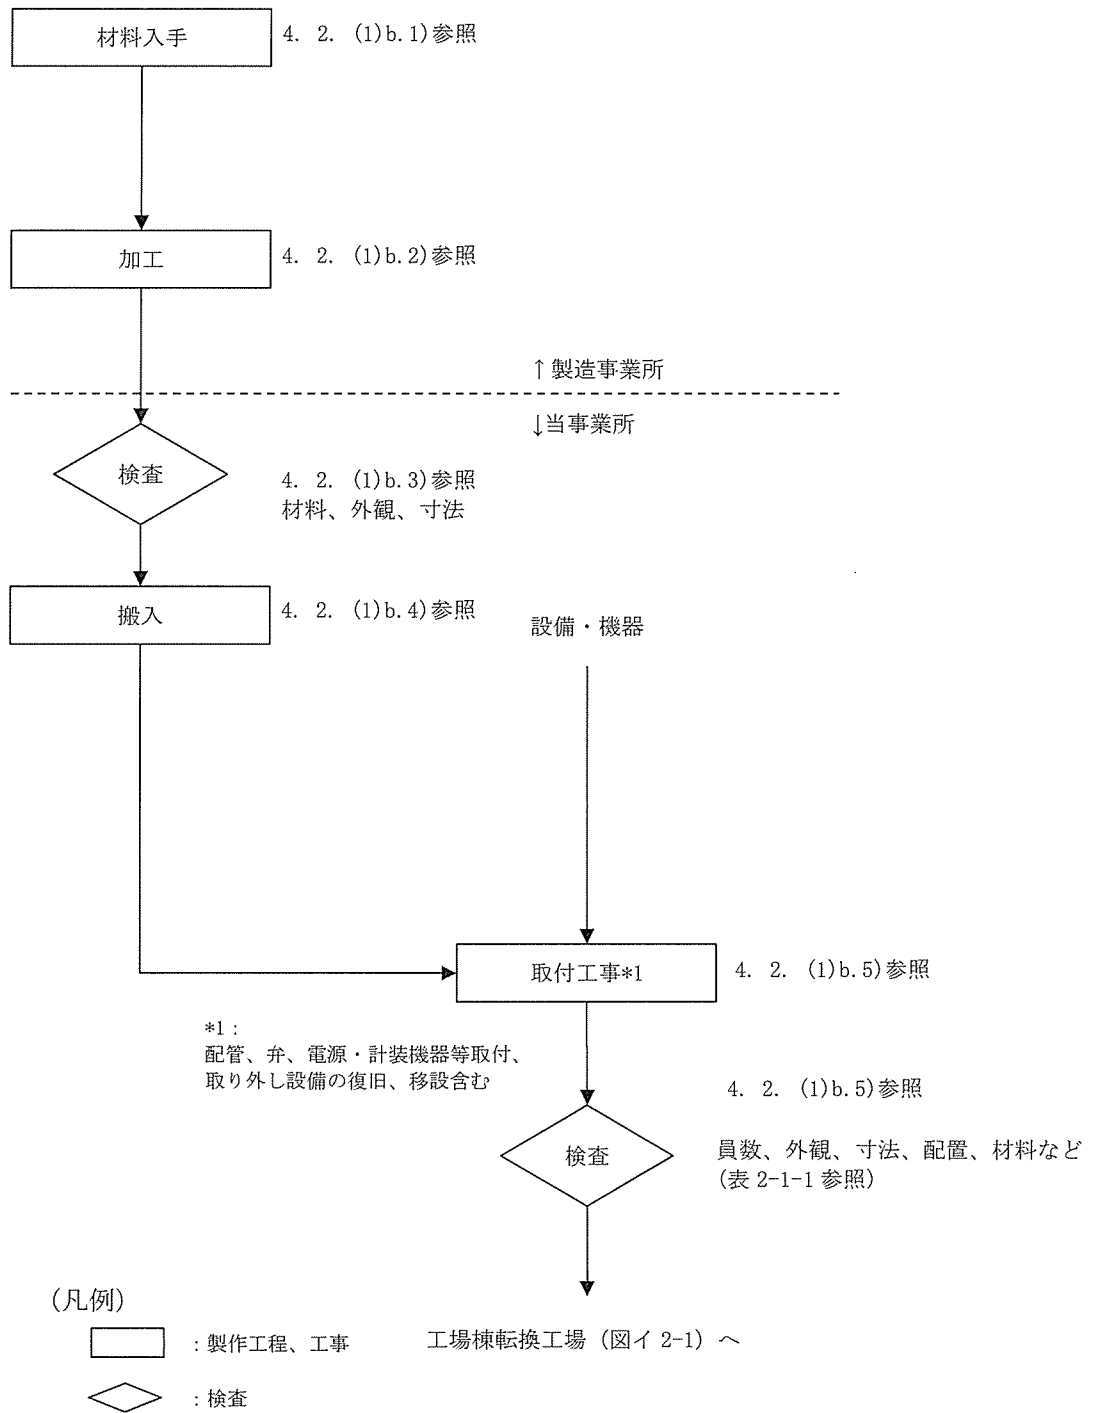 材料入手
4. 2. (1)b.1)参照
加工
4. 2. (1)b.2)参照
↑製造事業所
↓当事業所
検査
4. 2. (1)b.3)参照
材料、外観、寸法
搬入
4. 2. (1)b.4)参照
設備・機器
取付工事*1
4. 2. (1)b.5)参照
*1：
配管、弁、電源・計装機器等取付、
取り外し設備の復旧、移設含む
4. 2. (1)b.5)参照
検査
員数、外観、寸法、配置、材料など
(表 2-1-1 参照)
(凡例)
：製作工程、工事
工場棟転換工場（図イ 2-1）へ
：検査